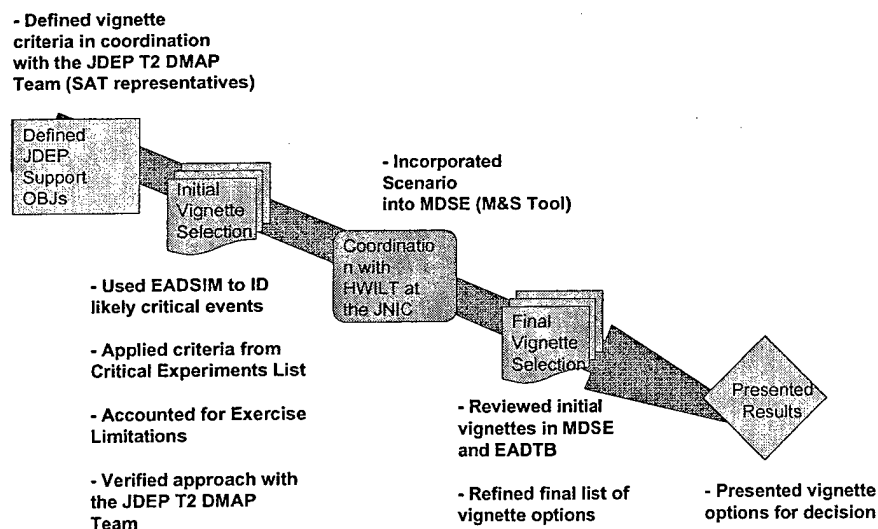 - Defined vignette
criteria in coordination
with the JDEP T2 DMAP
Team (SAT representatives)
Defined
JDEP
Support
OBJs
Initial
Vignette
Selection
- Used EADSIM to ID
likely critical events
- Applied criteria from
Critical Experiments List
- Accounted for Exercise
Limitations
- Verified approach with
the JDEP T2 DMAP
Team
- Incorporated
Scenario
into MDSE (M&S Tool)
Coordinatio
n with
HWILT at
the JNIC
Final
Vignette
Selection
- Reviewed initial
vignettes in MDSE
and EADTB
- Refined final list of
vignette options
Presented
Results
- Presented vignette
options for decision